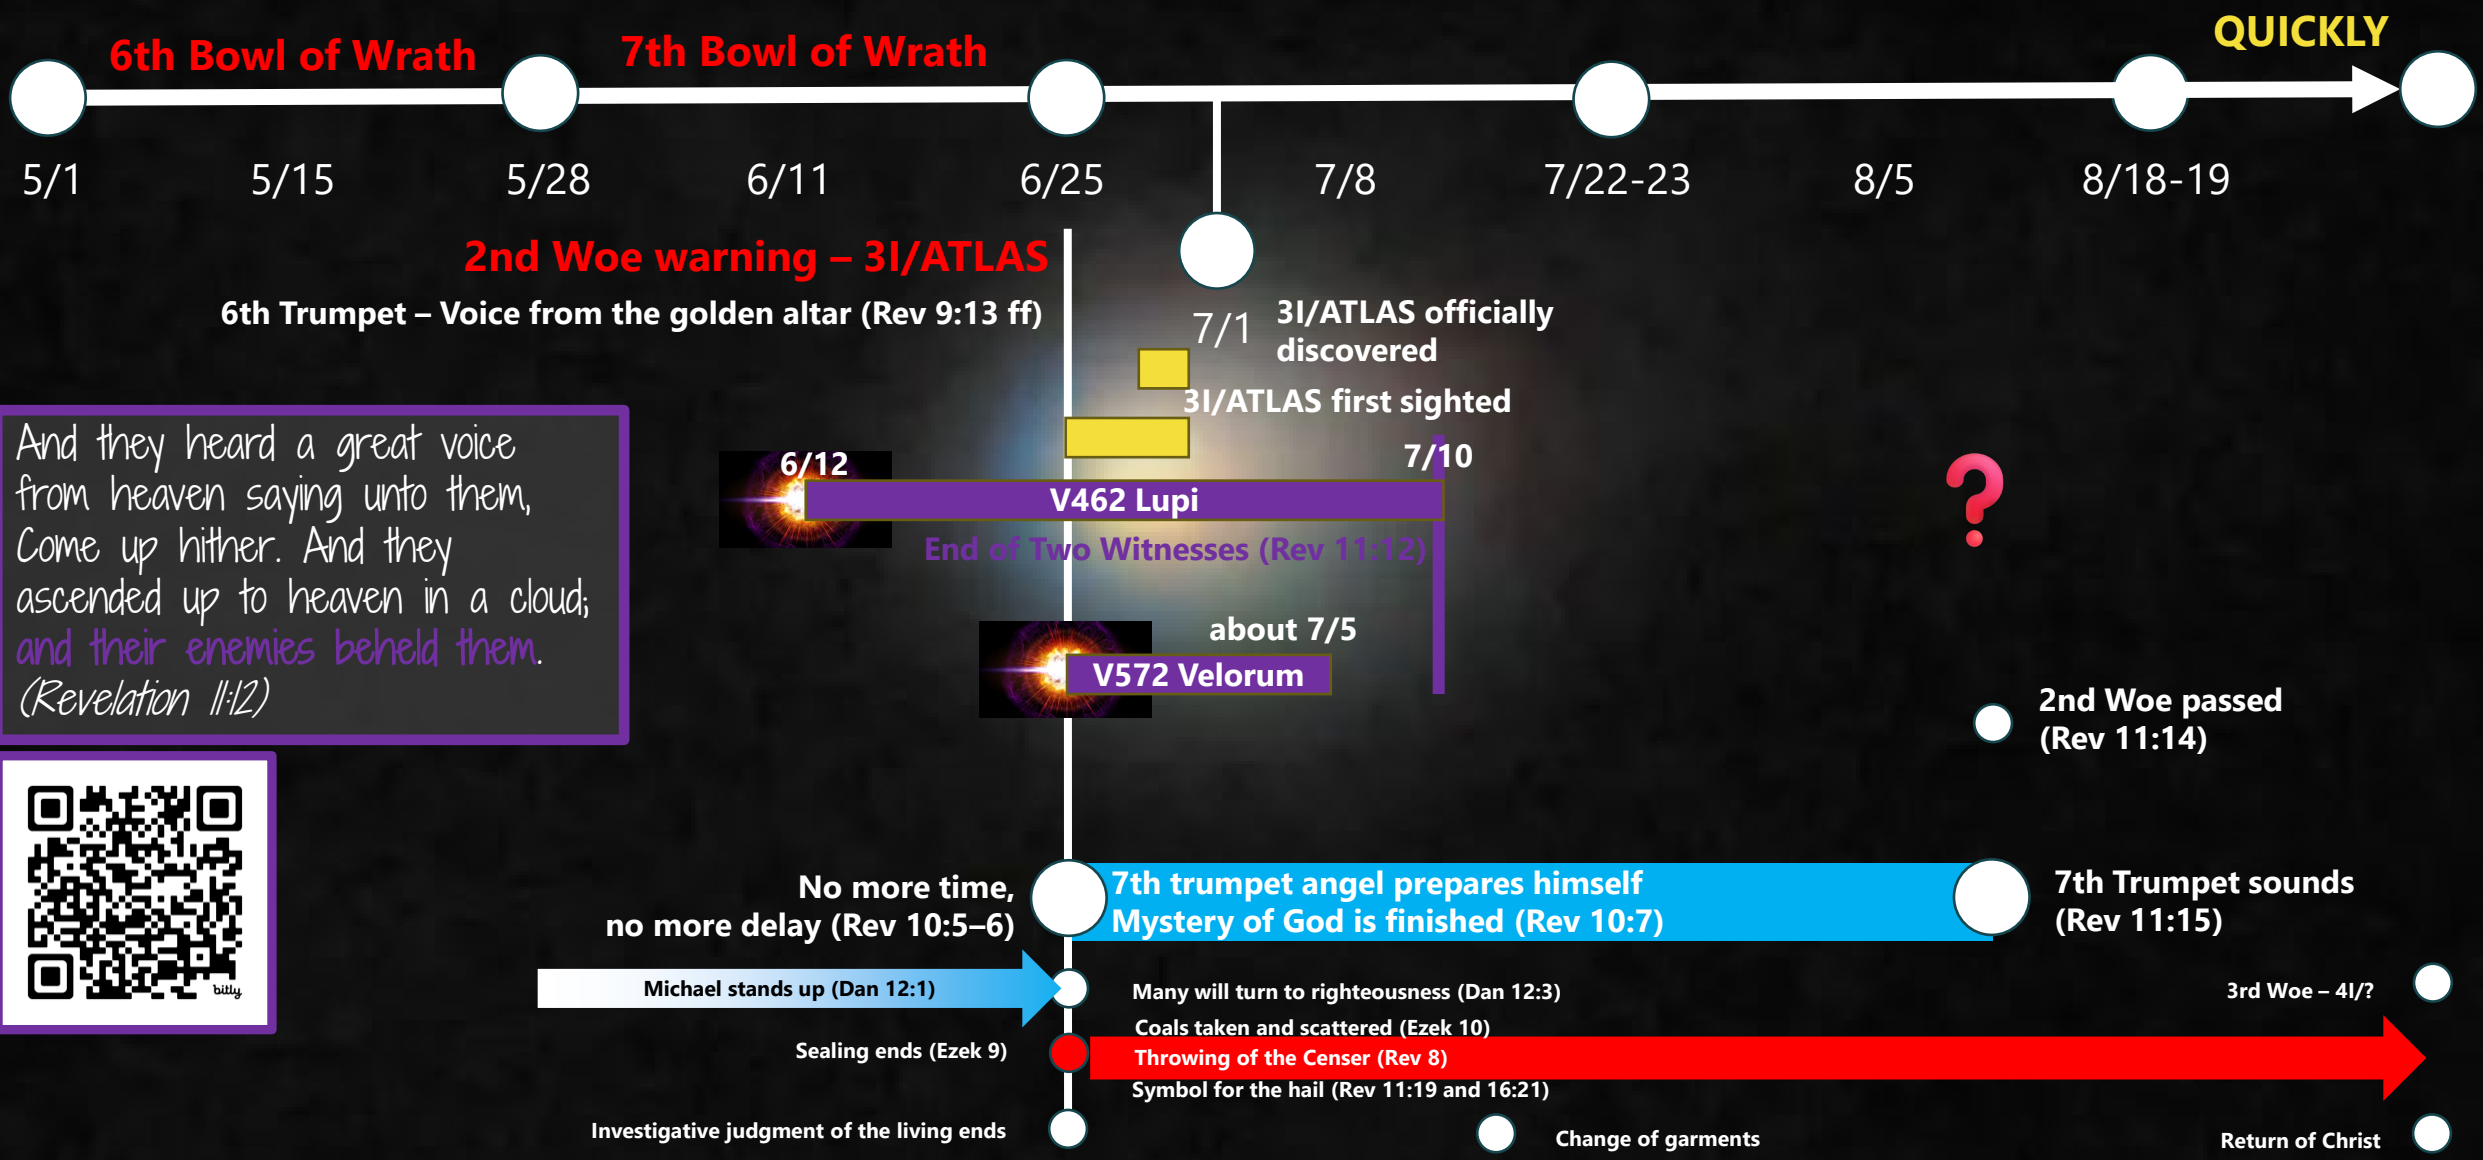 QUICKLY
6th Bowl of Wrath
7th Bowl of Wrath
5/1
5/15
5/28
6/11
6/25
7/8
7/22-23
8/5
8/18-19
2nd Woe warning – 3I/ATLAS
6th Trumpet – Voice from the golden altar (Rev 9:13 ff)
7/1
3I/ATLAS officially
discovered
3I/ATLAS first sighted
6/12
7/10
V462 Lupi
End of Two Witnesses (Rev 11:12)
about 7/5
V572 Velorum
And they heard a great voice
from heaven saying unto them,
Come up hither. And they
ascended up to heaven in a cloud;
and their enemies beheld them.
(Revelation 11:12)
bitly
?
2nd Woe passed
(Rev 11:14)
No more time,
no more delay (Rev 10:5–6)
7th trumpet angel prepares himself
Mystery of God is finished (Rev 10:7)
7th Trumpet sounds
(Rev 11:15)
Michael stands up (Dan 12:1)
Many will turn to righteousness (Dan 12:3)
3rd Woe – 4I/?
Coals taken and scattered (Ezek 10)
Sealing ends (Ezek 9)
Throwing of the Censer (Rev 8)
Symbol for the hail (Rev 11:19 and 16:21)
Investigative judgment of the living ends
Change of garments
Return of Christ